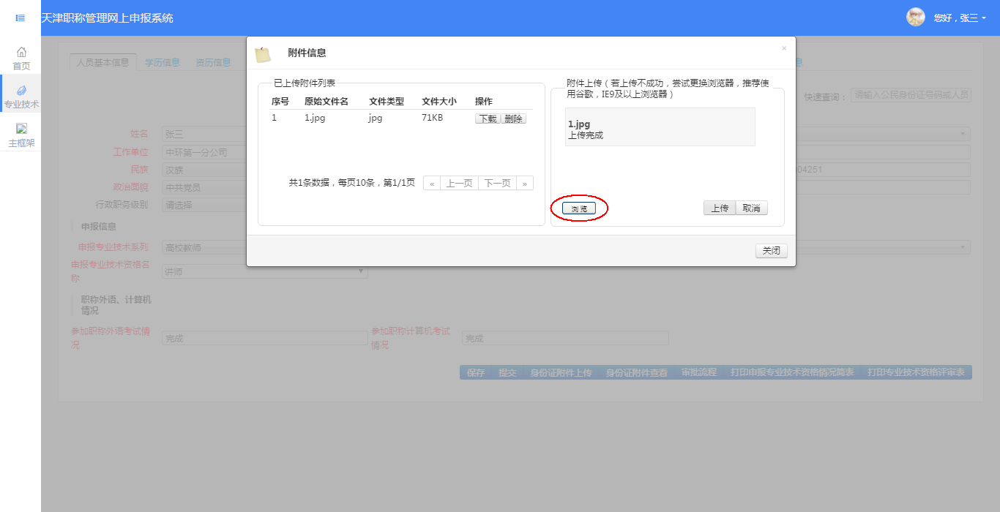 天津职称管理网上申报系统
您好，张三
首页
专业技术
主框架
人员基本信息 学历信息 资历信息
息
快速查询： 请输入公民身份证号码或人员
附件信息
×
已上传附件列表
序号 原始文件名 文件类型 文件大小 操作
1 1.jpg jpg 71KB 下载 删除
共1条数据，每页10条，第1/1页 « 上一页 下一页 »
附件上传（若上传不成功，尝试更换浏览器，推荐使
用谷歌，IE9及以上浏览器）
1.jpg
上传完成
浏览 上传 取消
关闭
姓名 张三
工作单位 中环第一分公司
民族 汉族
04251
政治面貌 中共党员
行政职务级别 请选择
申报信息
申报专业技术系列 高校教师
申报专业技术资格名
称
讲师
职称外语、计算机
情况
参加职称外语考试情
况
完成
参加职称计算机考试
情况
完成
保存 提交 身份证附件上传 身份证附件查看 审批流程 打印申报专业技术资格情况简表 打印专业技术资格评审表